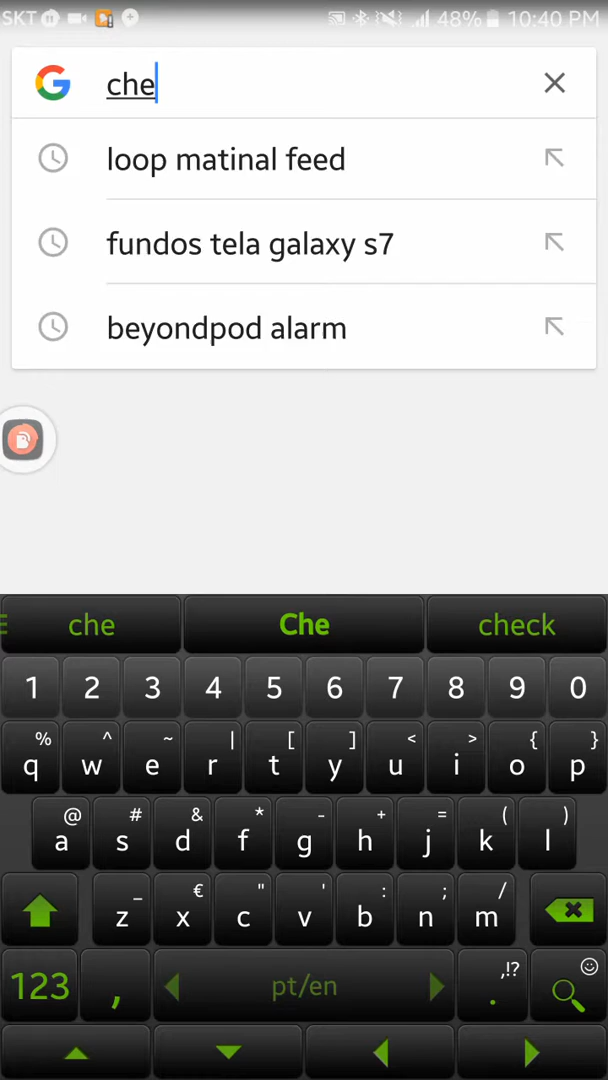 SKT 48% 10:40 PM
che
loop matinal feed
fundos tela galaxy s7
beyondpod alarm
che Che check
1 2 3 4 5 6 7 8 9 0
% ^ ~ | [ ] < > { }
q w e r t y u i o p
@ # & * - + = ( )
a s d f g h j k l
_ € " ' : ; /
z x c v b n m
123 , pt/en ,!? .